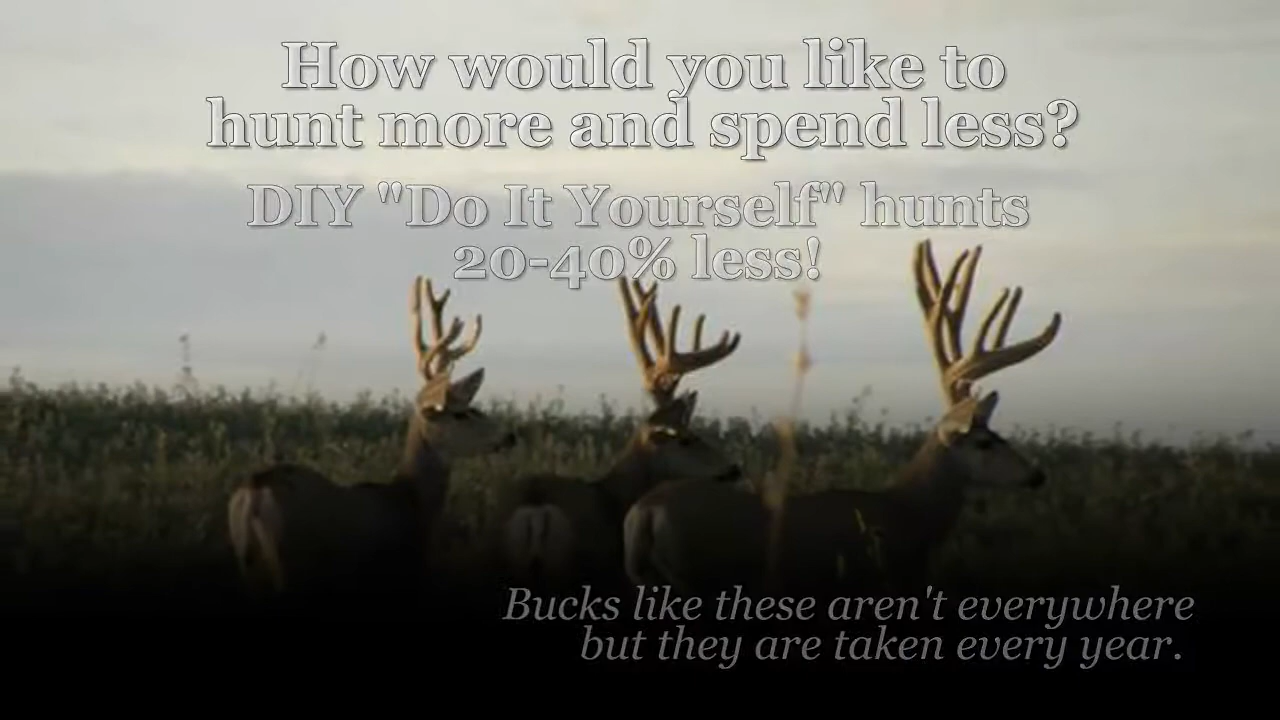 How would you like to
hunt more and spend less?
DIY "Do It Yourself" hunts
20-40% less!
Bucks like these aren't everywhere
but they are taken every year.